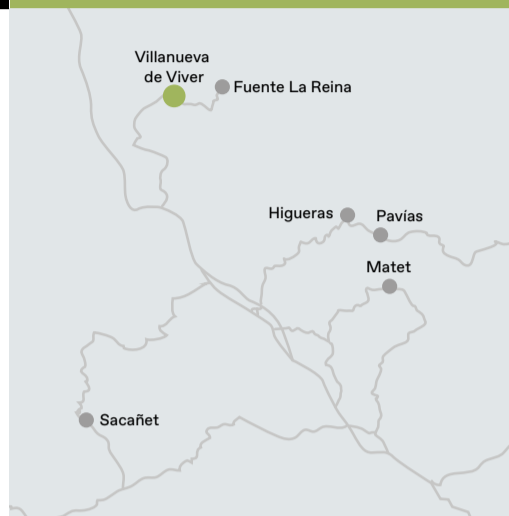 Villanueva
de Viver
Fuente La Reina
Higueras
Pavías
Matet
Sacañet